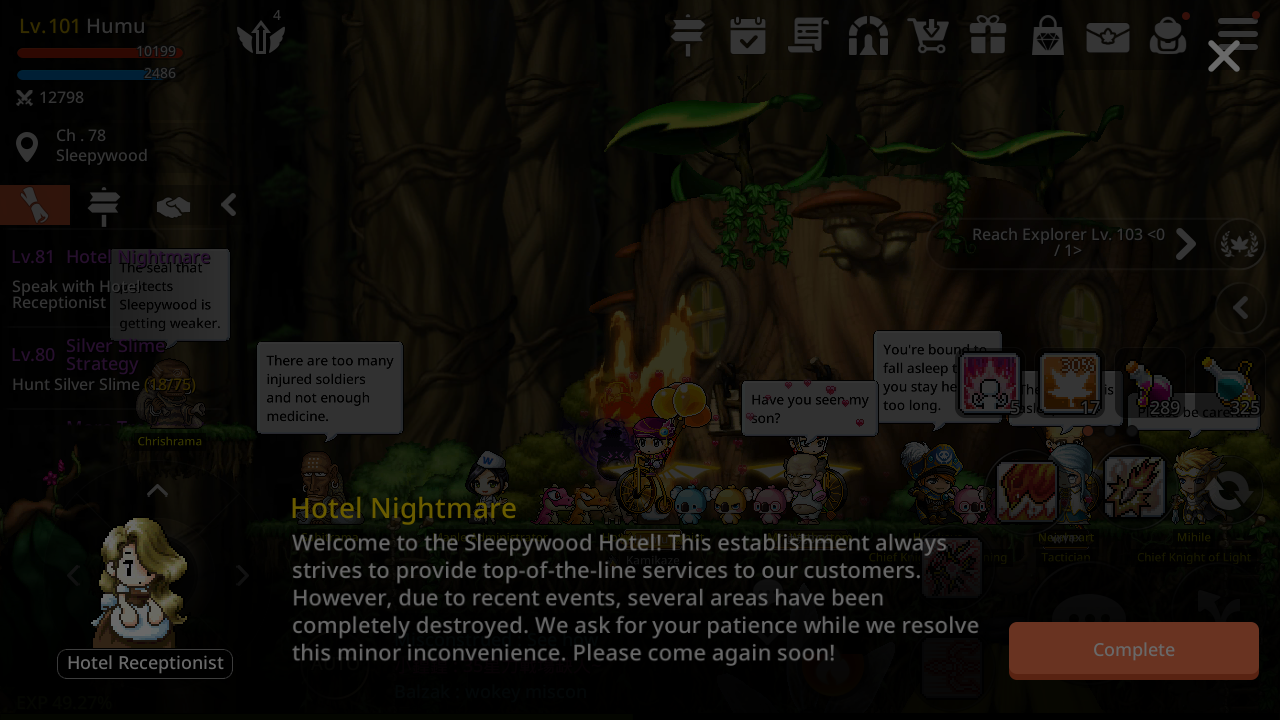 Lv.101 Humu
4
10199
2486
12798
Ch . 78
Sleepywood
Reach Explorer Lv. 103 <0
/ 1>
Lv.81 Hotel Nightmare
Speak with Hotel
Receptionist
Lv.80 Silver Slime
Strategy
Hunt Silver Slime (18/75)
The seal that
protects
Sleepywood is
getting weaker.
Chrishrama
There are too many
injured soldiers
and not enough
medicine.
Have you seen my
son?
You're bound to
fall asleep
you stay he
too long.
be care
5
30%
17
289
325
Mihile
Chief Knight of Light
Tactician
Kamikaze
Hotel Nightmare
Welcome to the Sleepywood Hotel! This establishment always
strives to provide top-of-the-line services to our customers.
However, due to recent events, several areas have been
completely destroyed. We ask for your patience while we resolve
this minor inconvenience. Please come again soon!
Hotel Receptionist
Complete
Balzak : wokey miscon
EXP 49.27%